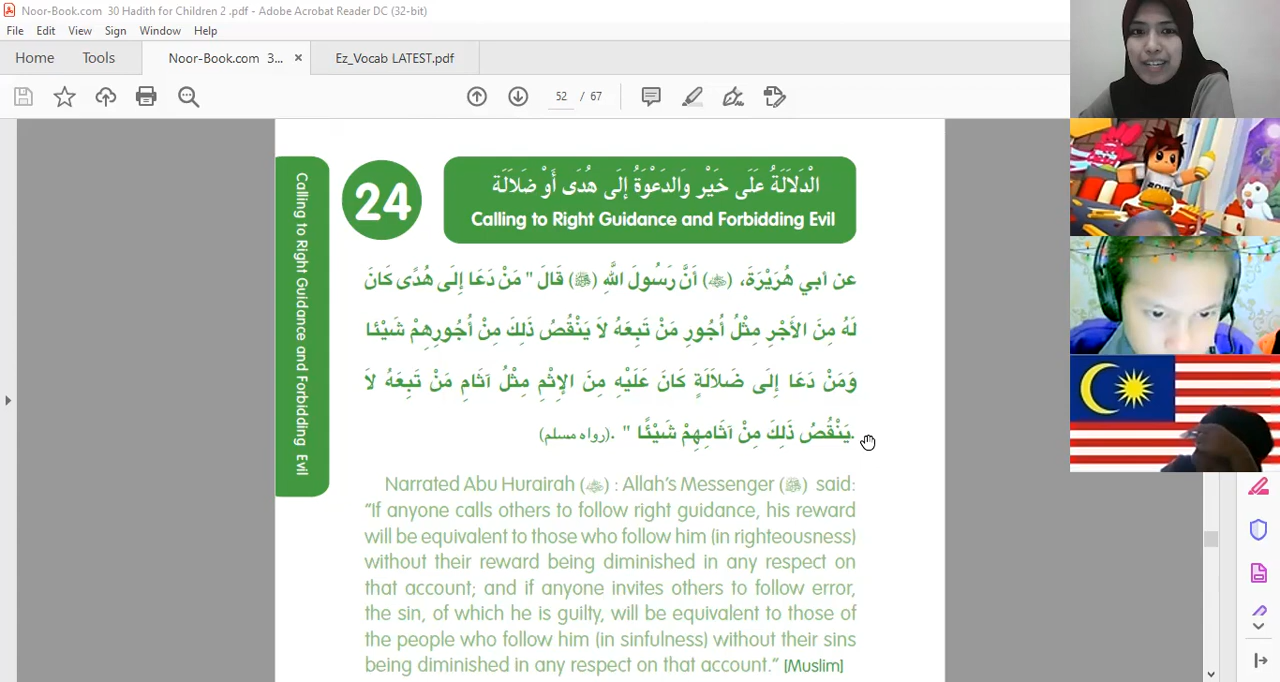 Noor-Book.com 30 Hadith for Children 2 .pdf - Adobe Acrobat Reader DC (32-bit)
File Edit View Sign Window Help
Home Tools Noor-Book.com 3... × Ez_Vocab LATEST.pdf
52 / 67
24
الْدَلَالَةُ عَلَى خَيْر وَالدَعْوَةُ إلَى هُدَى أَوْ ضَلاَلَة
Calling to Right Guidance and Forbidding Evil
Calling to Right Guidance and Forbidding Evil
عن أبي هُرَيْرَةَ، (رضي الله عنه) أَنَّ رَسُولَ اللَّهِ (ﷺ) قَالَ " مَنْ دَعَا إِلَى هُدًى كَانَ
لَهُ مِنَ الأَجْرِ مِثْلُ أُجُورِ مَنْ تَبِعَهُ لاَ يَنْقُصُ ذَلِكَ مِنْ أُجُورِهِمْ شَيْئا
وَمَنْ دَعَا إِلَى ضَلاَلَةٍ كَانَ عَلَيْهِ مِنَ الإِثْمِ مِثْلُ آثَامِ مَنْ تَبِعَهُ لاَ
.يَنْقُصُ ذَلِكَ مِنْ آثَامِهِمْ شَيْئًا " .(رواه مسلم)
Narrated Abu Hurairah (رضي الله عنه) : Allah's Messenger (ﷺ) said:
"If anyone calls others to follow right guidance, his reward
will be equivalent to those who follow him (in righteousness)
without their reward being diminished in any respect on
that account; and if anyone invites others to follow error,
the sin, of which he is guilty, will be equivalent to those of
the people who follow him (in sinfulness) without their sins
being diminished in any respect on that account." [Muslim]